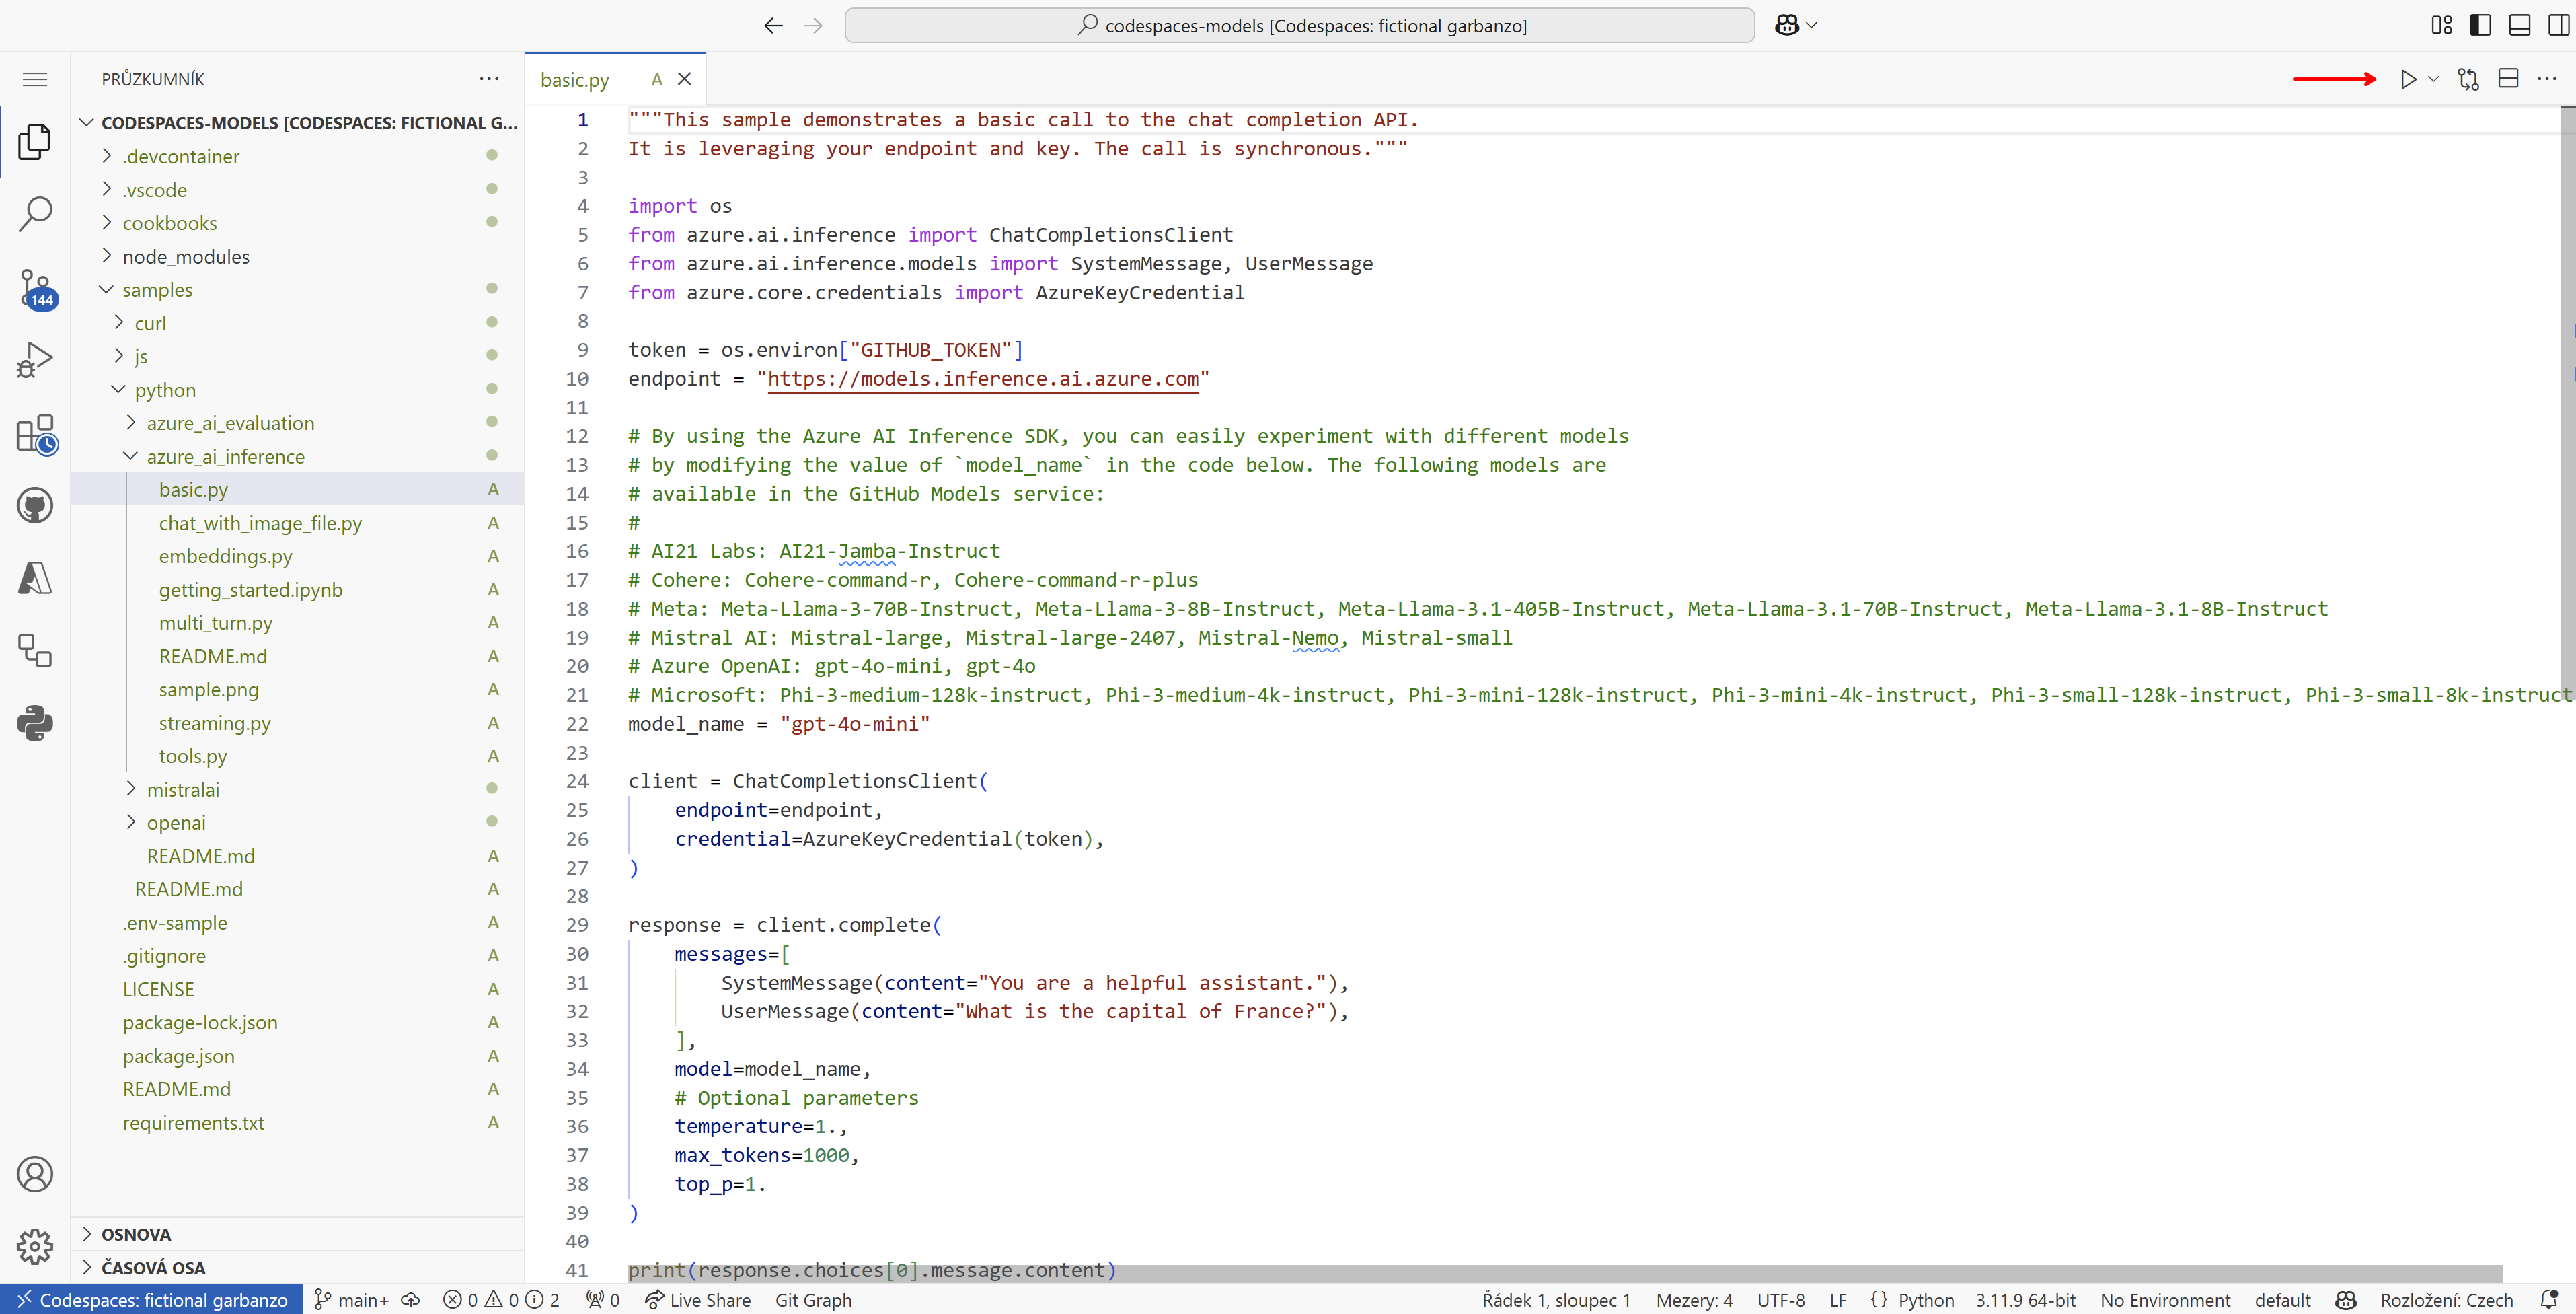 codespaces-models [Codespaces: fictional garbanzo]
PRŮZKUMNÍK
CODESPACES-MODELS [CODESPACES: FICTIONAL G...
.devcontainer
.vscode
cookbooks
node_modules
samples
curl
js
python
azure_ai_evaluation
azure_ai_inference
basic.py A
chat_with_image_file.py A
embeddings.py A
getting_started.ipynb A
multi_turn.py A
README.md A
sample.png A
streaming.py A
tools.py A
mistralai
openai
README.md A
README.md A
.env-sample A
.gitignore A
LICENSE A
package-lock.json A
package.json A
README.md A
requirements.txt A
OSNOVA
ČASOVÁ OSA
144
basic.py A
1 """This sample demonstrates a basic call to the chat completion API.
2 It is leveraging your endpoint and key. The call is synchronous."""
3
4 import os
5 from azure.ai.inference import ChatCompletionsClient
6 from azure.ai.inference.models import SystemMessage, UserMessage
7 from azure.core.credentials import AzureKeyCredential
8
9 token = os.environ["GITHUB_TOKEN"]
10 endpoint = "https://models.inference.ai.azure.com"
11
12 # By using the Azure AI Inference SDK, you can easily experiment with different models
13 # by modifying the value of `model_name` in the code below. The following models are
14 # available in the GitHub Models service:
15 #
16 # AI21 Labs: AI21-Jamba-Instruct
17 # Cohere: Cohere-command-r, Cohere-command-r-plus
18 # Meta: Meta-Llama-3-70B-Instruct, Meta-Llama-3-8B-Instruct, Meta-Llama-3.1-405B-Instruct, Meta-Llama-3.1-70B-Instruct, Meta-Llama-3.1-8B-Instruct
19 # Mistral AI: Mistral-large, Mistral-large-2407, Mistral-Nemo, Mistral-small
20 # Azure OpenAI: gpt-4o-mini, gpt-4o
21 # Microsoft: Phi-3-medium-128k-instruct, Phi-3-medium-4k-instruct, Phi-3-mini-128k-instruct, Phi-3-mini-4k-instruct, Phi-3-small-128k-instruct, Phi-3-small-8k-instruct
22 model_name = "gpt-4o-mini"
23
24 client = ChatCompletionsClient(
25 endpoint=endpoint,
26 credential=AzureKeyCredential(token),
27 )
28
29 response = client.complete(
30 messages=[
31 SystemMessage(content="You are a helpful assistant."),
32 UserMessage(content="What is the capital of France?"),
33 ],
34 model=model_name,
35 # Optional parameters
36 temperature=1.,
37 max_tokens=1000,
38 top_p=1.
39 )
40
41 print(response.choices[0].message.content)
Codespaces: fictional garbanzo main+ 0 0 2 0 Live Share Git Graph Řádek 1, sloupec 1 Mezery: 4 UTF-8 LF {} Python 3.11.9 64-bit No Environment default Rozložení: Czech